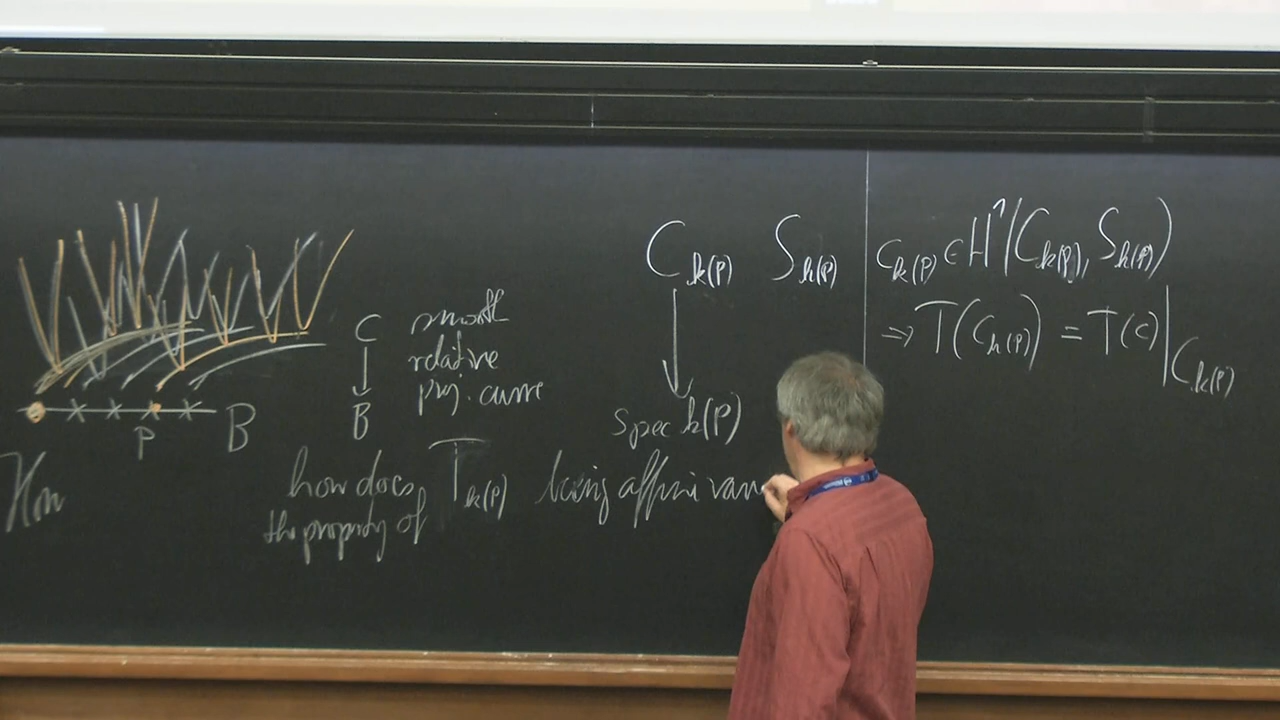 C smooth
↓ relative
B proj. curve
P B
how does T_{k(P)} being affine var
the property of
C_{k(P)} S_{k(P)}
↓
spec k(P)
c_{k(P)} ∈ H^1(C_{k(P)}, S_{k(P)})
⇒ T(c_{k(P)}) = T(c)|_{C_{k(P)}}